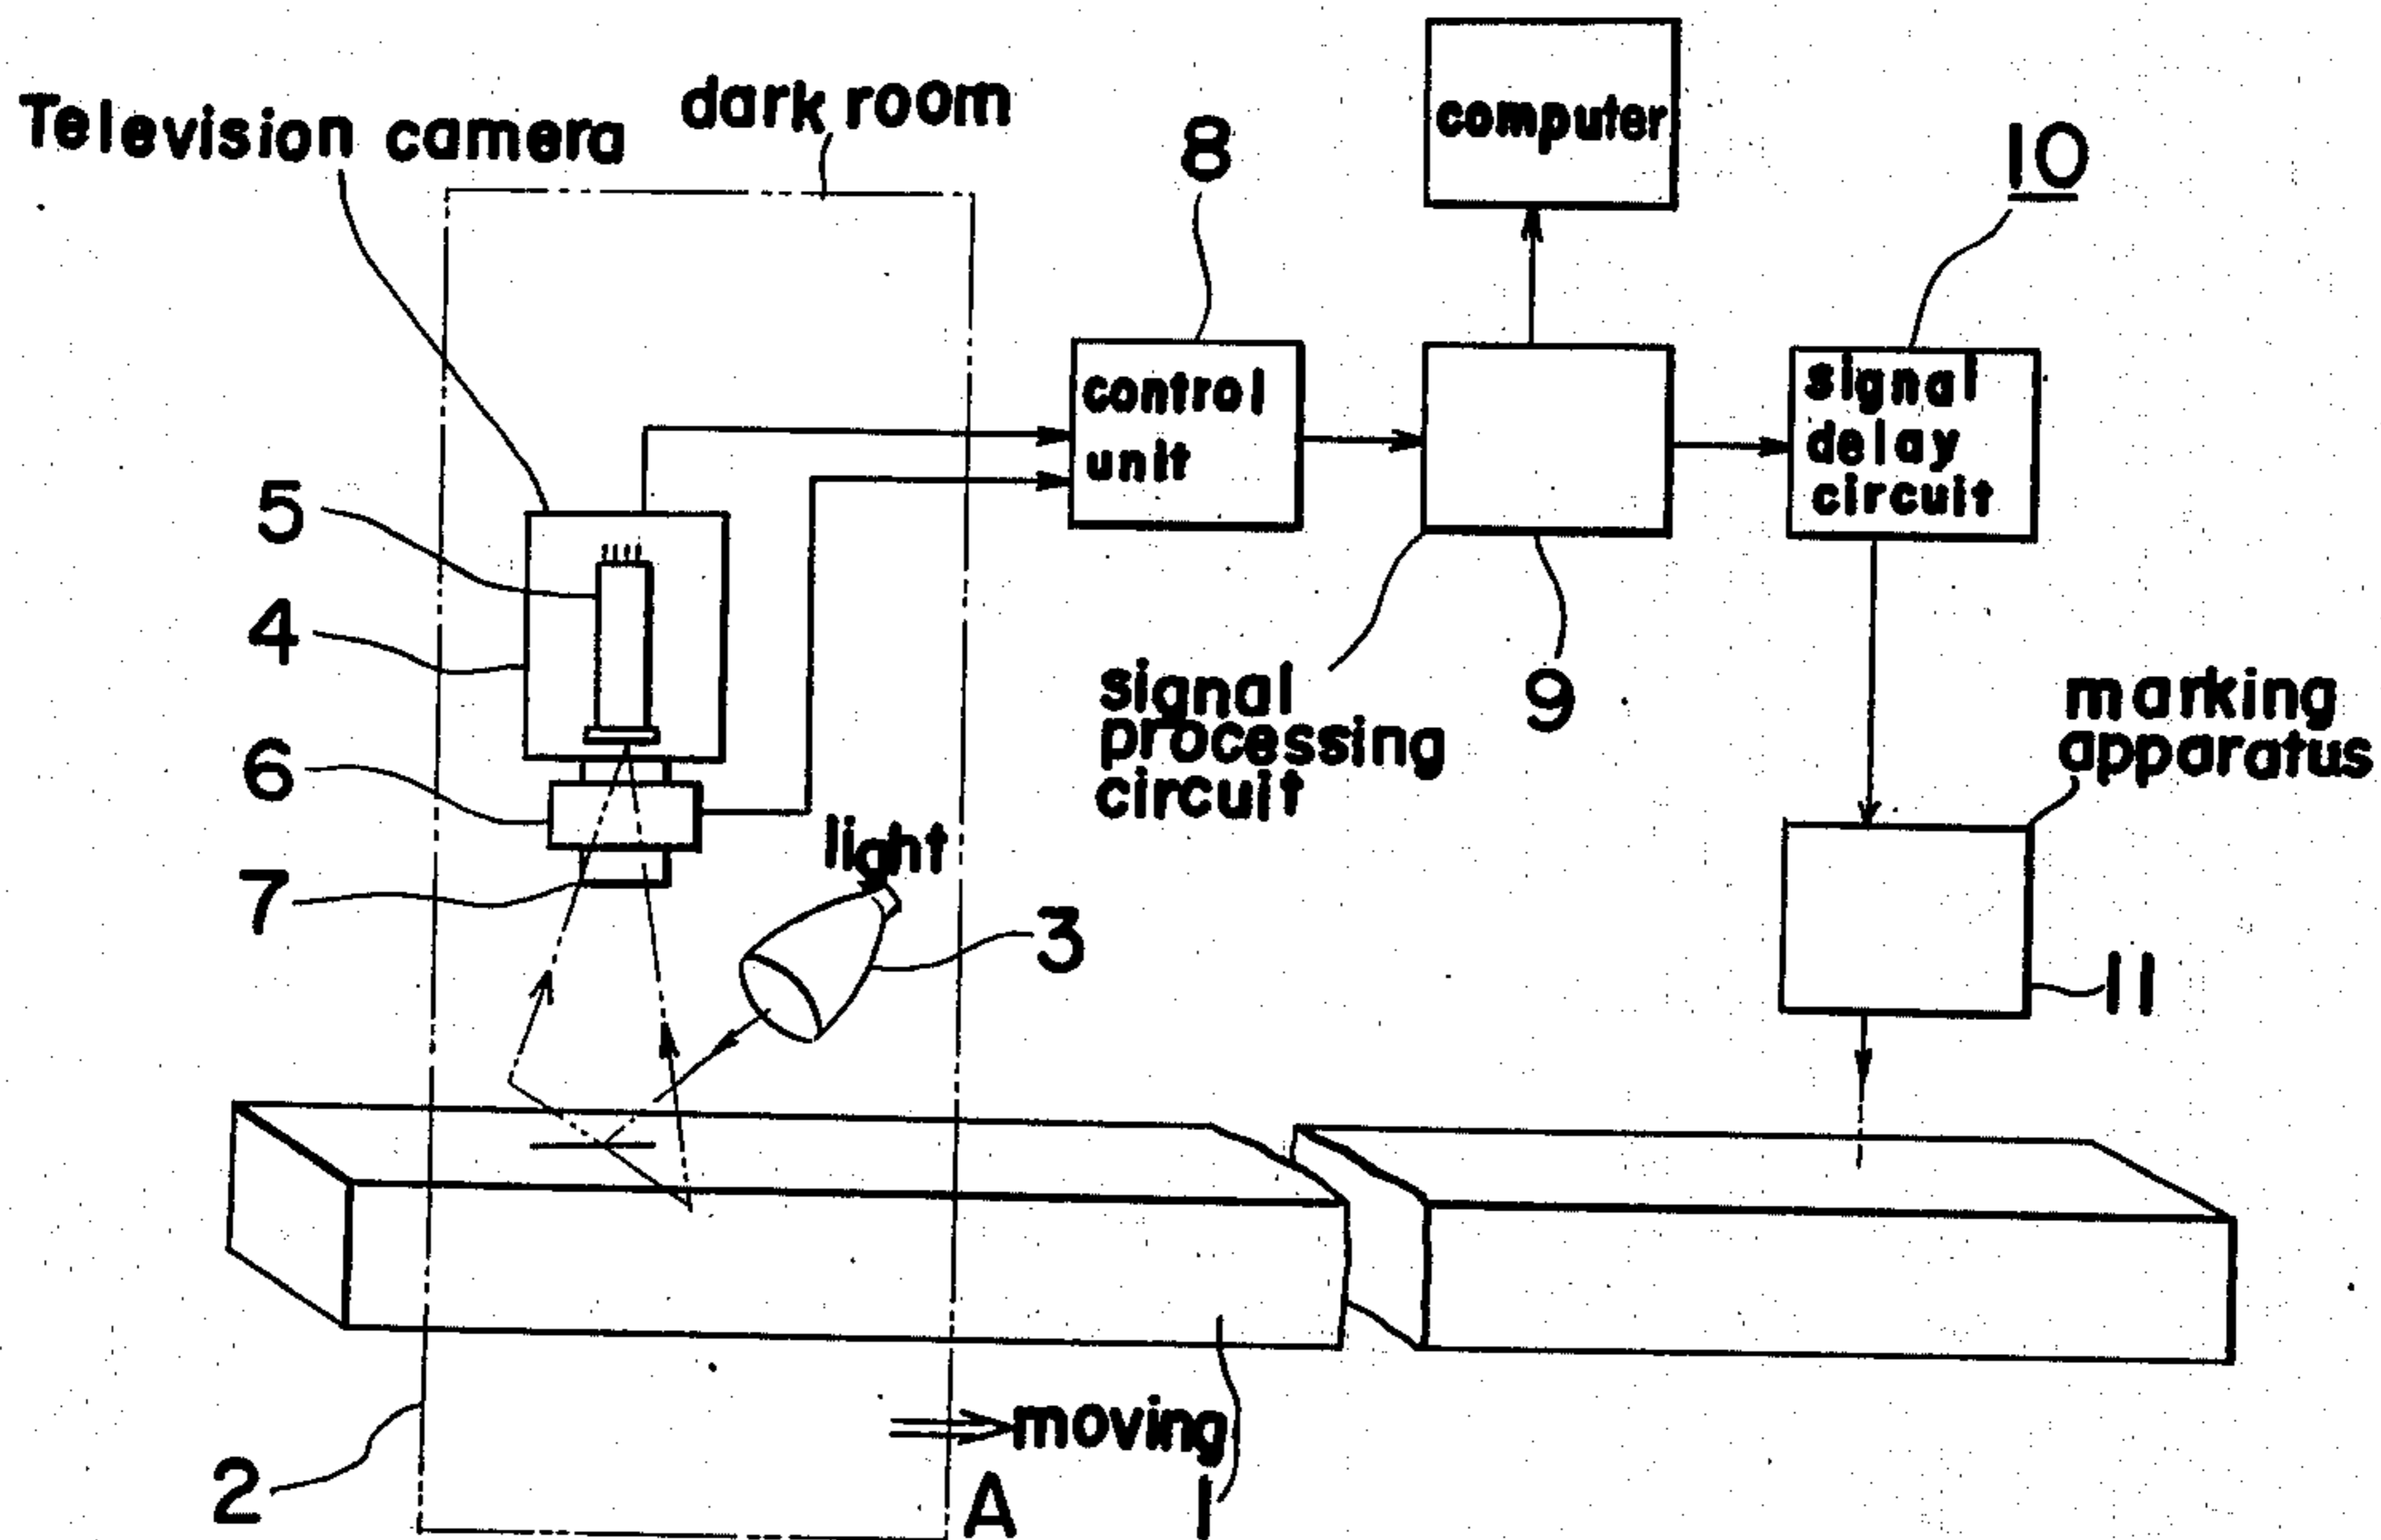 computer
Television camera
dark room
8
10
control
unit
signal
delay
circuit
5
4
signal
processing
circuit
9
marking
apparatus
6
light
7
3
11
moving
2
A
1